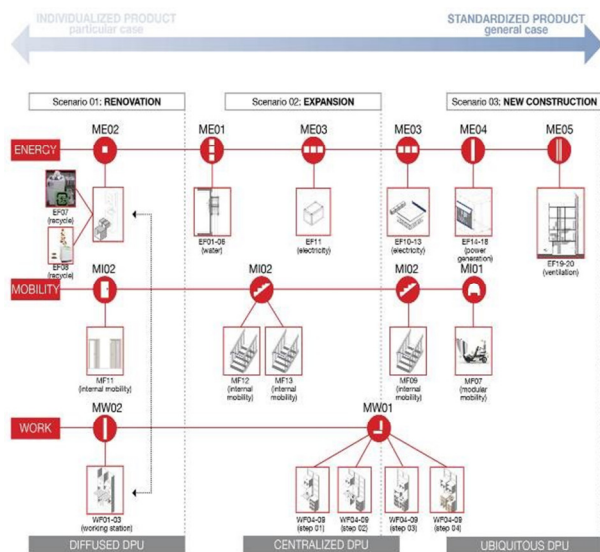 INDIVIDUALIZED PRODUCT
particular case
STANDARDIZED PRODUCT
general case
Scenario 01: RENOVATION
Scenario 02: EXPANSION
Scenario 03: NEW CONSTRUCTION
ENERGY
ME02
ME01
ME03
ME03
ME04
ME05
EF07
(recycle)
EF08
(recycle)
EF01-06
(water)
EF11
(electricity)
EF10-13
(electricity)
EF14-18
(power
generation)
EF19-20
(ventilation)
MOBILITY
MI02
MI02
MI02
MI01
MF11
(internal mobility)
MF12
(internal
mobility)
MF13
(internal
mobility)
MF09
(internal
mobility)
MF07
(modular
mobility)
WORK
MW02
MW01
WF01-03
(working station)
WF04-09
(step 01)
WF04-09
(step 02)
WF04-09
(step 03)
WF04-09
(step 04)
DIFFUSED DPU
CENTRALIZED DPU
UBIQUITOUS DPU